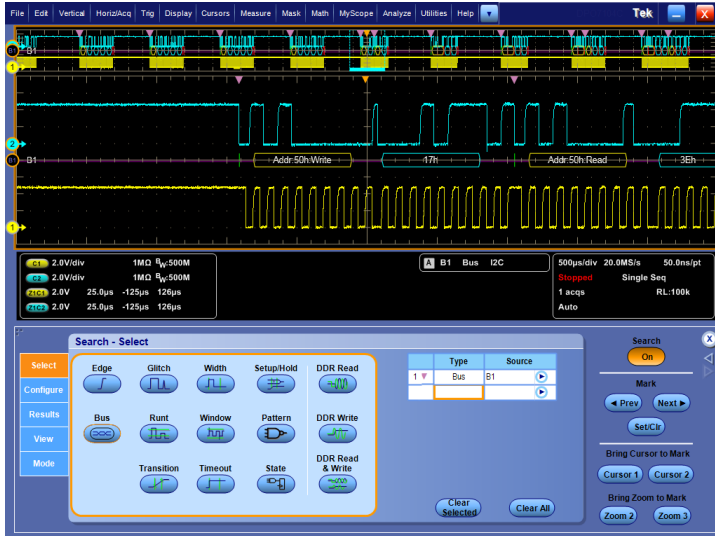 File Edit Vertical Horiz/Acq Trig Display Cursors Measure Mask Math MyScope Analyze Utilities Help Tek X
B1 B1
1
2
B1 B1 Addr:50h:Write 17h Addr:50h:Read 3Eh
1
C1 2.0V/div 1MΩ BW:500M
C2 2.0V/div 1MΩ BW:500M
Z1C1 2.0V 25.0µs -125µs 126µs
Z1C2 2.0V 25.0µs -125µs 126µs
A B1 Bus I2C
500µs/div 20.0MS/s 50.0ns/pt
Stopped Single Seq
1 acqs RL:100k
Auto
Search - Select
X
Select
Configure
Results
View
Mode
Edge Glitch Width Setup/Hold DDR Read
Bus Runt Window Pattern DDR Write
Transition Timeout State DDR Read
& Write
Type Source
1 Bus B1
Clear
Selected
Clear All
Search
On
Mark
Prev Next
Set/Clr
Bring Cursor to Mark
Cursor 1 Cursor 2
Bring Zoom to Mark
Zoom 2 Zoom 3